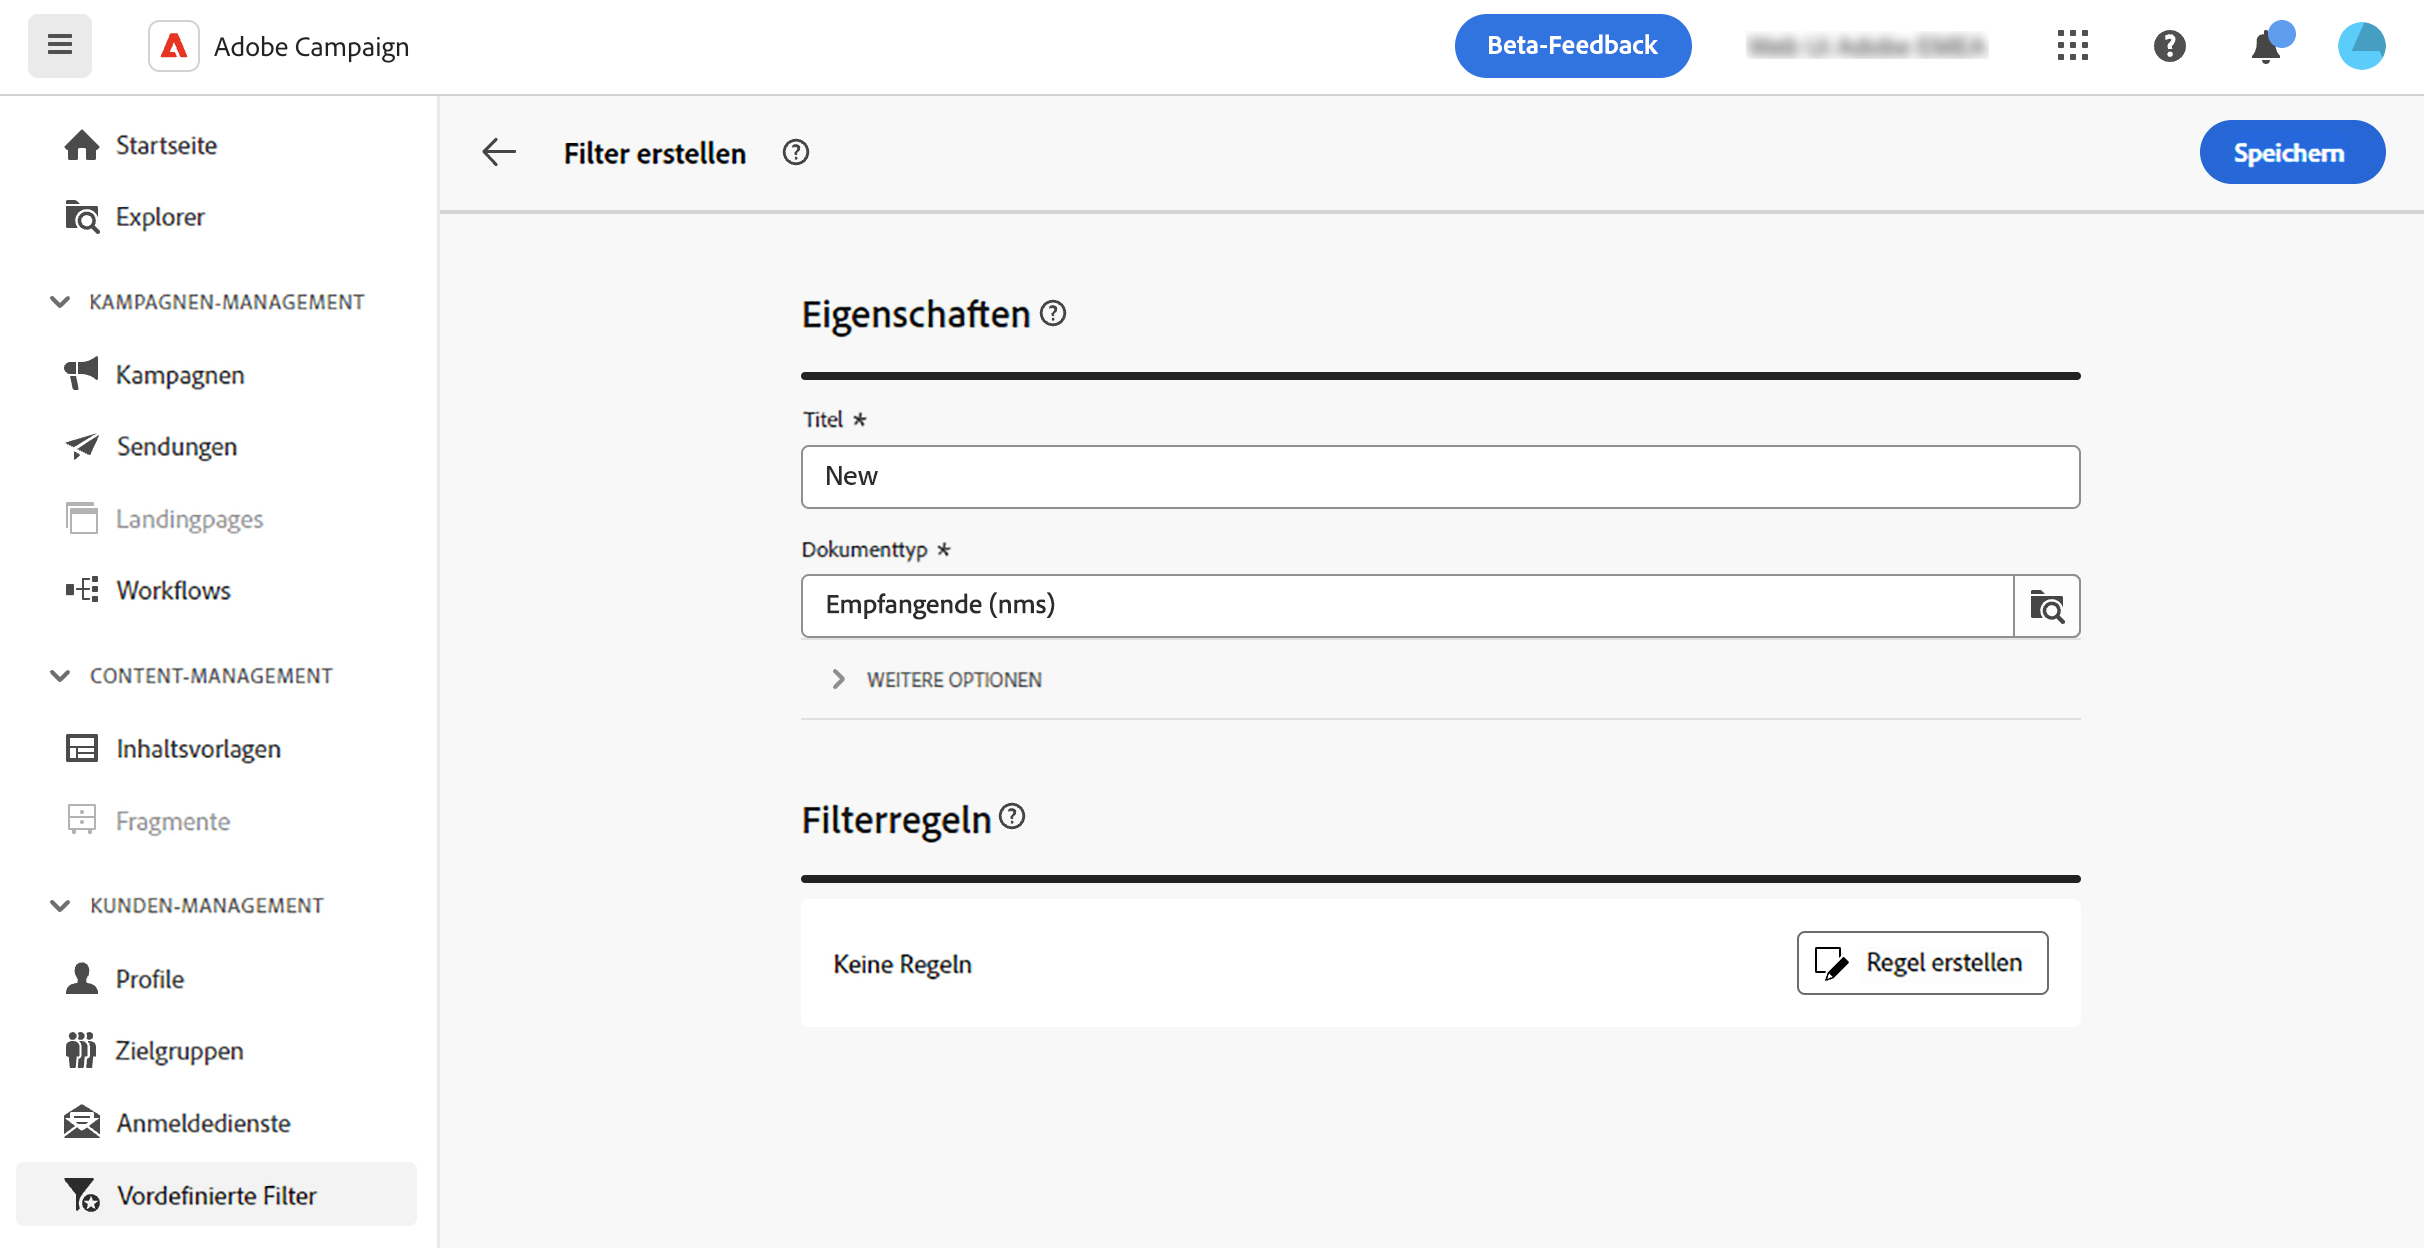 Adobe Campaign
Beta-Feedback
Startseite
Explorer
KAMPAGNEN-MANAGEMENT
Kampagnen
Sendungen
Landingpages
Workflows
CONTENT-MANAGEMENT
Inhaltsvorlagen
Fragmente
KUNDEN-MANAGEMENT
Profile
Zielgruppen
Anmeldedienste
Vordefinierte Filter
Filter erstellen
Speichern
Eigenschaften
Titel *
New
Dokumenttyp *
Empfangende (nms)
WEITERE OPTIONEN
Filterregeln
Keine Regeln
Regel erstellen